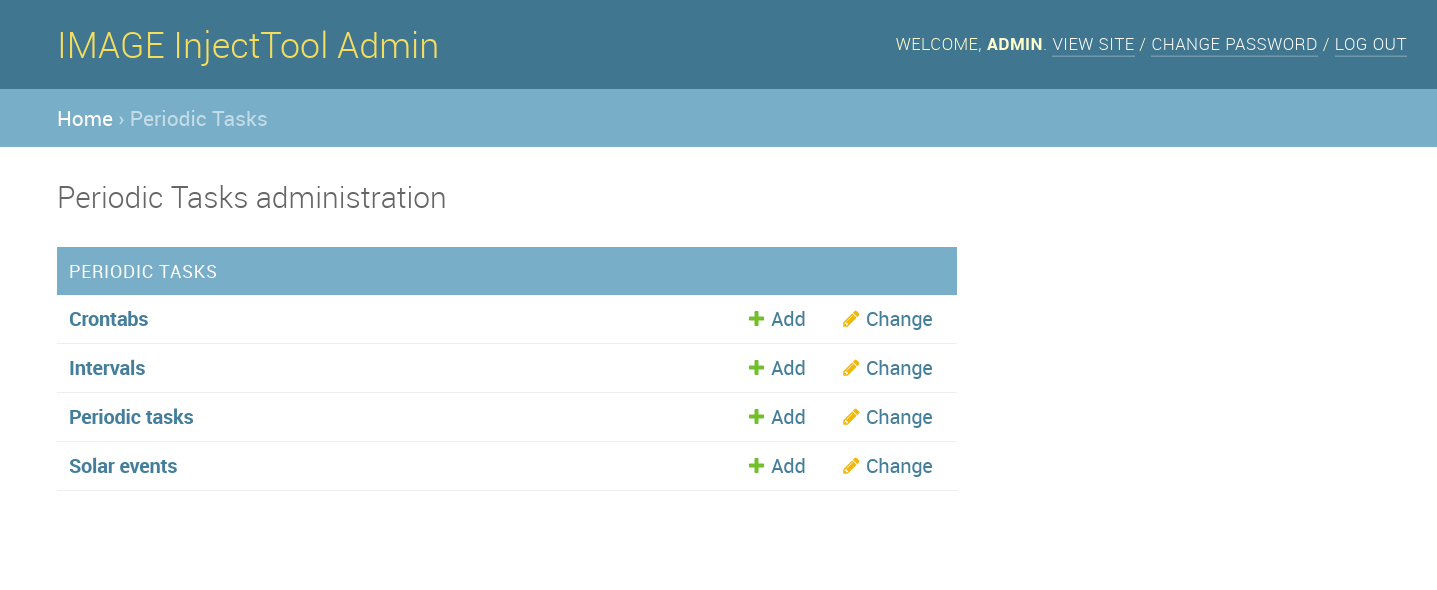 IMAGE InjectTool Admin
WELCOME, ADMIN. VIEW SITE / CHANGE PASSWORD / LOG OUT
Home › Periodic Tasks
Periodic Tasks administration
PERIODIC TASKS
Crontabs Add Change
Intervals Add Change
Periodic tasks Add Change
Solar events Add Change